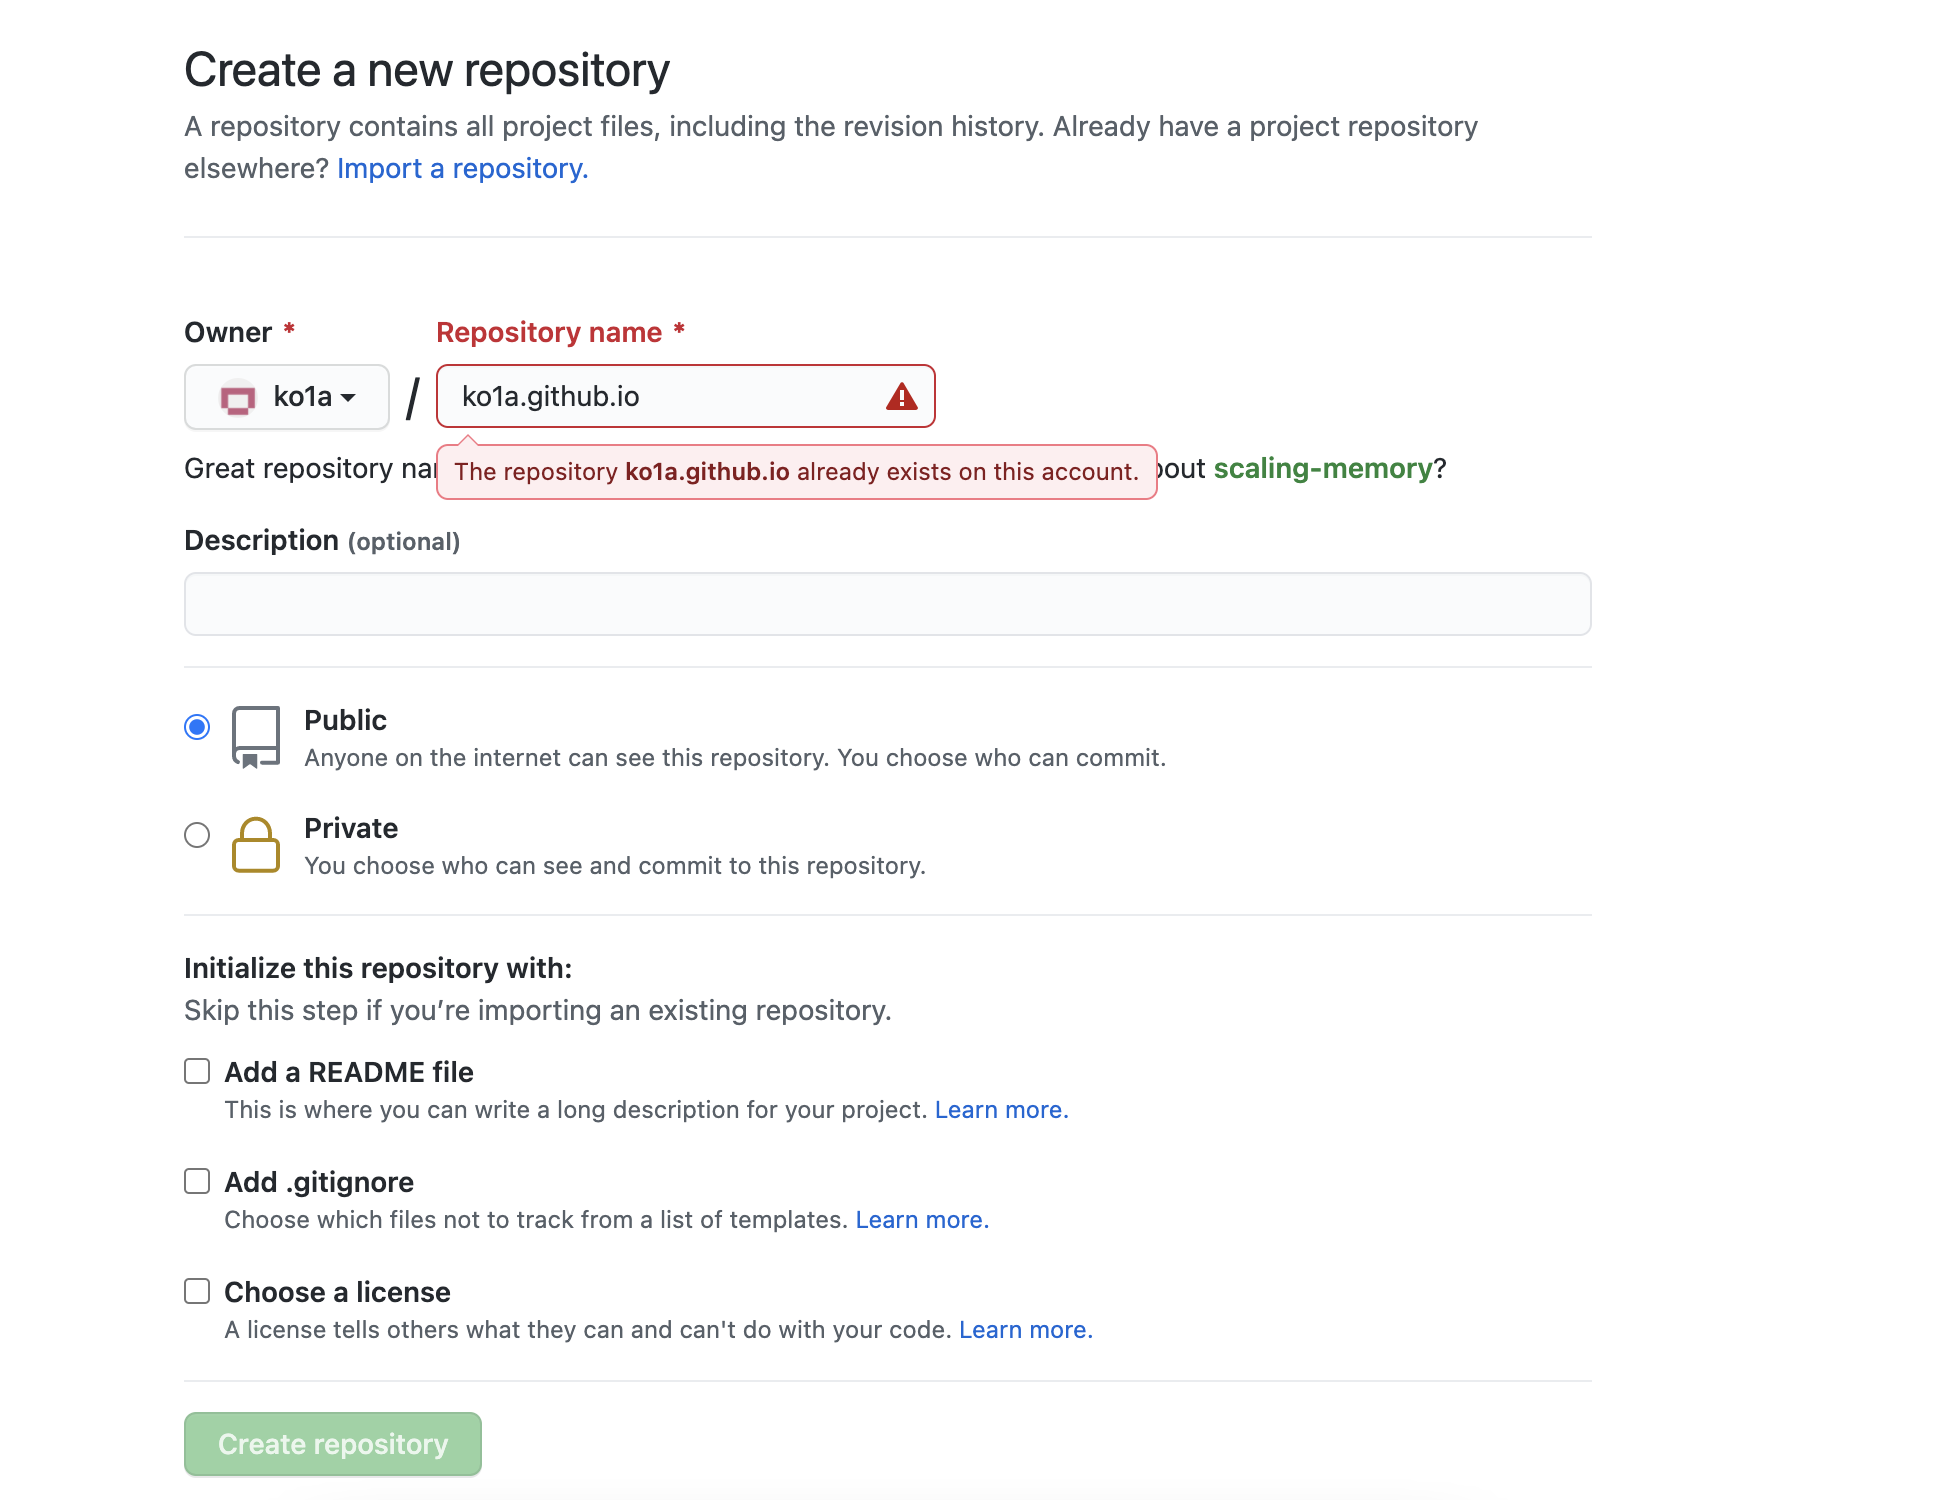 Create a new repository
A repository contains all project files, including the revision history. Already have a project repository
elsewhere? Import a repository.
Owner *
Repository name *
ko1a
/
ko1a.github.io
The repository ko1a.github.io already exists on this account.
Great repository scaling-memory?
Description (optional)
Public
Anyone on the internet can see this repository. You choose who can commit.
Private
You choose who can see and commit to this repository.
Initialize this repository with:
Skip this step if you’re importing an existing repository.
Add a README file
This is where you can write a long description for your project. Learn more.
Add .gitignore
Choose which files not to track from a list of templates. Learn more.
Choose a license
A license tells others what they can and can't do with your code. Learn more.
Create repository